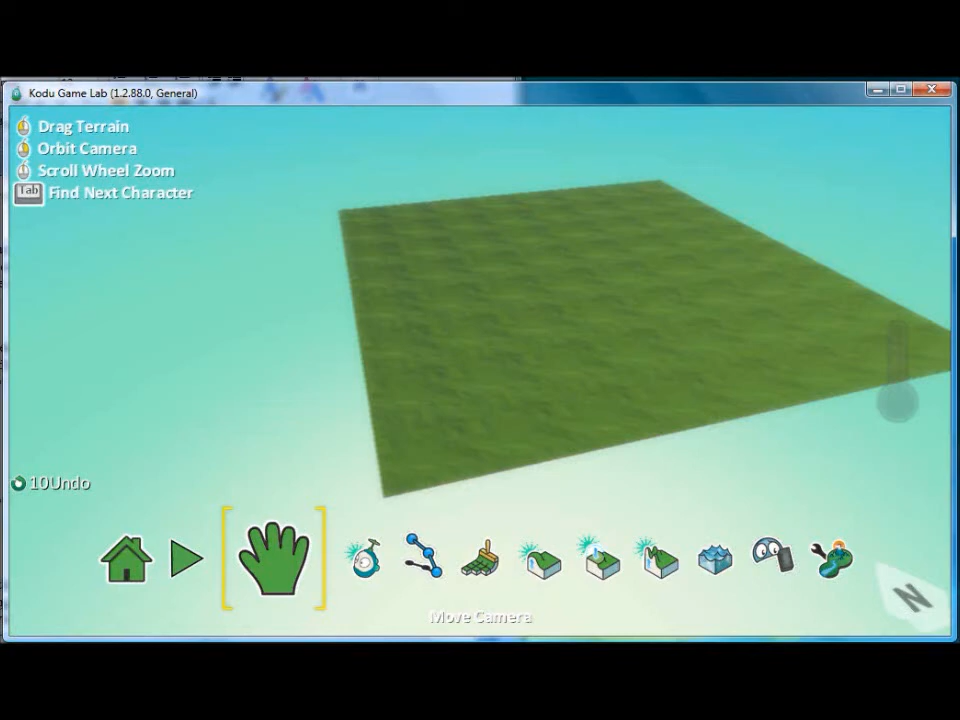 Kodu Game Lab (1.2.88.0, General)
Drag Terrain
Orbit Camera
Scroll Wheel Zoom
Tab Find Next Character
10Undo
Move Camera
N